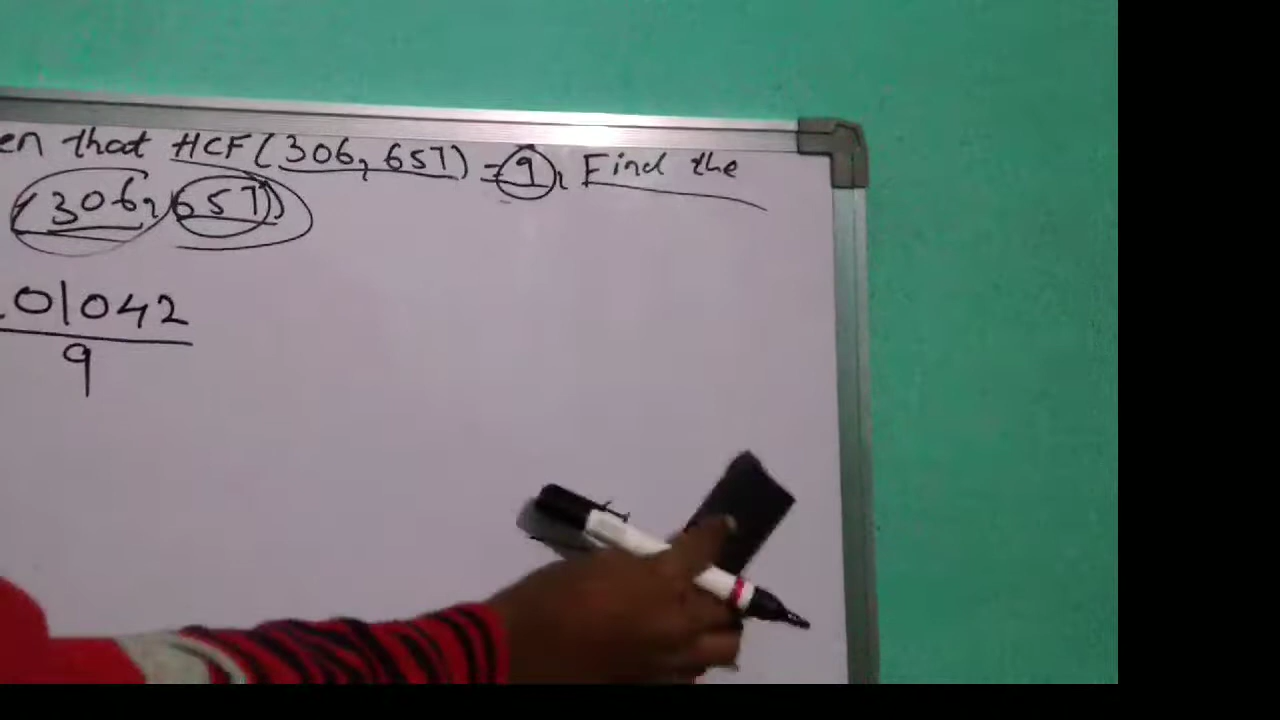 en that HCF(306, 657) = 9, Find the
(306, 657)
01042
9